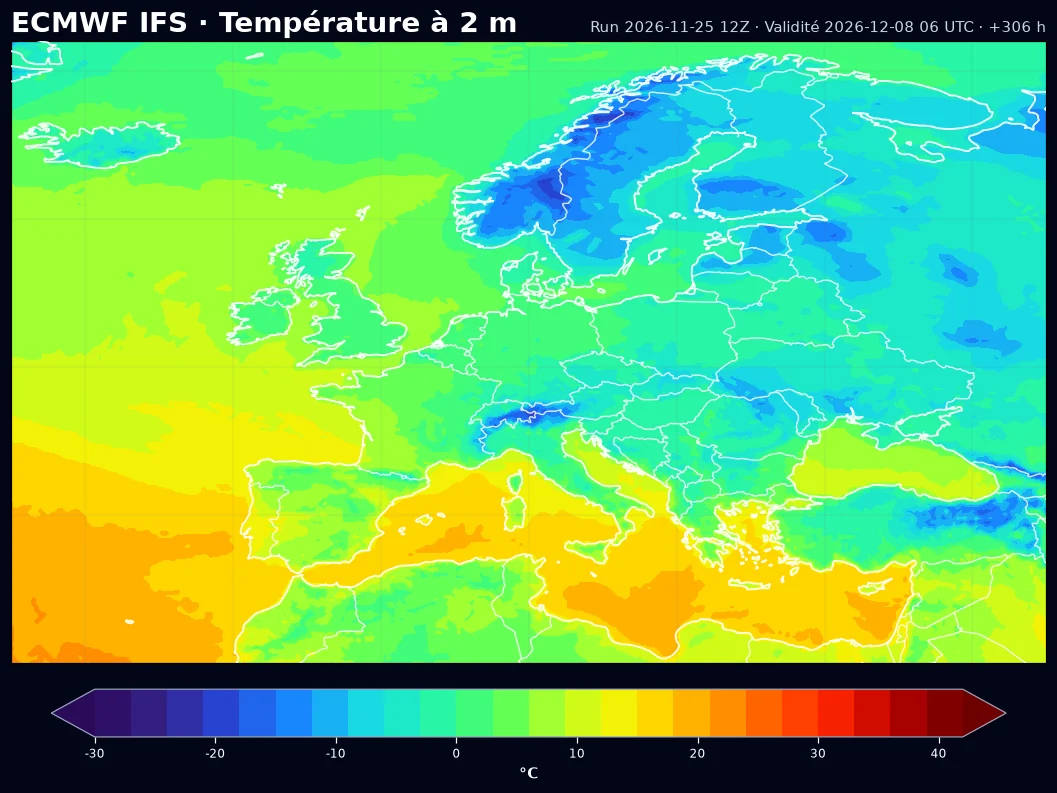 ECMWF IFS · Température à 2 m
Run 2026-11-25 12Z · Validité 2026-12-08 06 UTC · +306 h
-30 -20 -10 0 10 20 30 40
°C